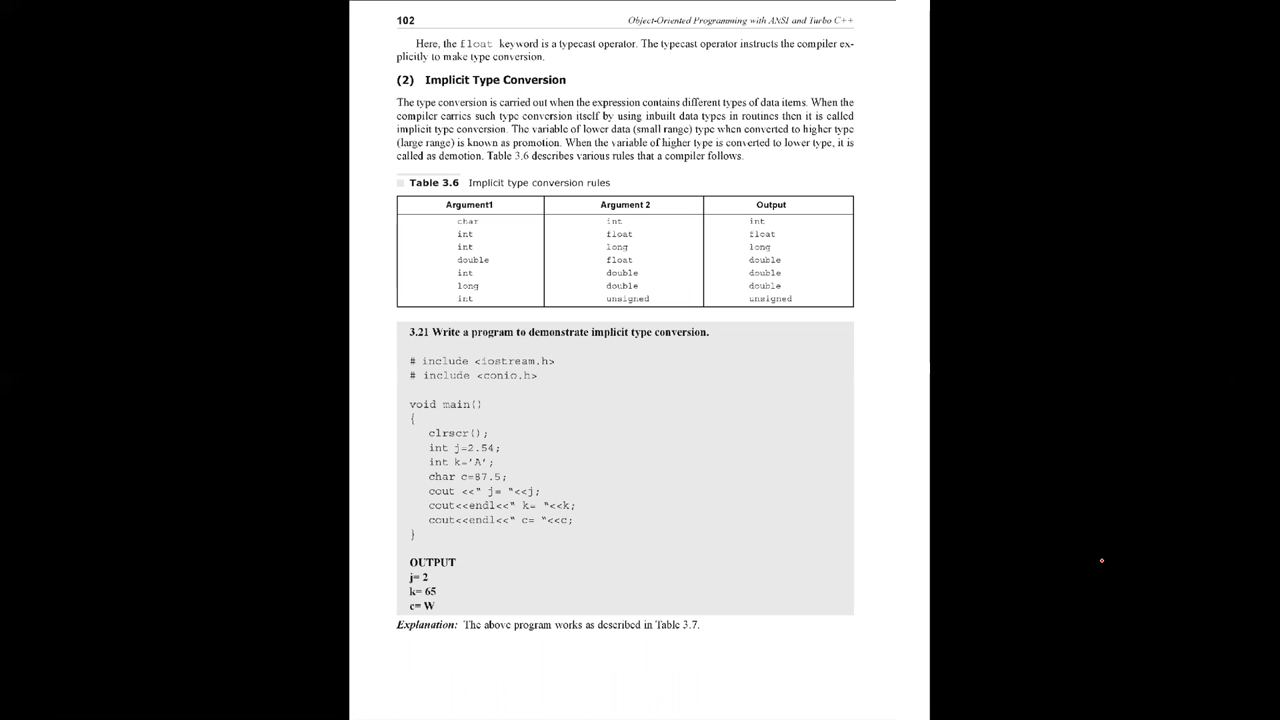 102 Object-Oriented Programming with ANSI and Turbo C++
Here, the float keyword is a typecast operator. The typecast operator instructs the compiler ex-
plicitly to make type conversion.
(2) Implicit Type Conversion
The type conversion is carried out when the expression contains different types of data items. When the
compiler carries such type conversion itself by using inbuilt data types in routines then it is called
implicit type conversion. The variable of lower data (small range) type when converted to higher type
(large range) is known as promotion. When the variable of higher type is converted to lower type, it is
called as demotion. Table 3.6 describes various rules that a compiler follows.
Table 3.6 Implicit type conversion rules
Argument1 Argument 2 Output
char int int
int float float
int long long
double float double
int double double
long double double
int unsigned unsigned
3.21 Write a program to demonstrate implicit type conversion.
# include <iostream.h>
# include <conio.h>
void main()
{
clrscr();
int j=2.54;
int k='A';
char c=87.5;
cout <<“ j= “<<j;
cout<<endl<<“ k= “<<k;
cout<<endl<<“ c= “<<c;
}
OUTPUT
j= 2
k= 65
c= W
Explanation: The above program works as described in Table 3.7.